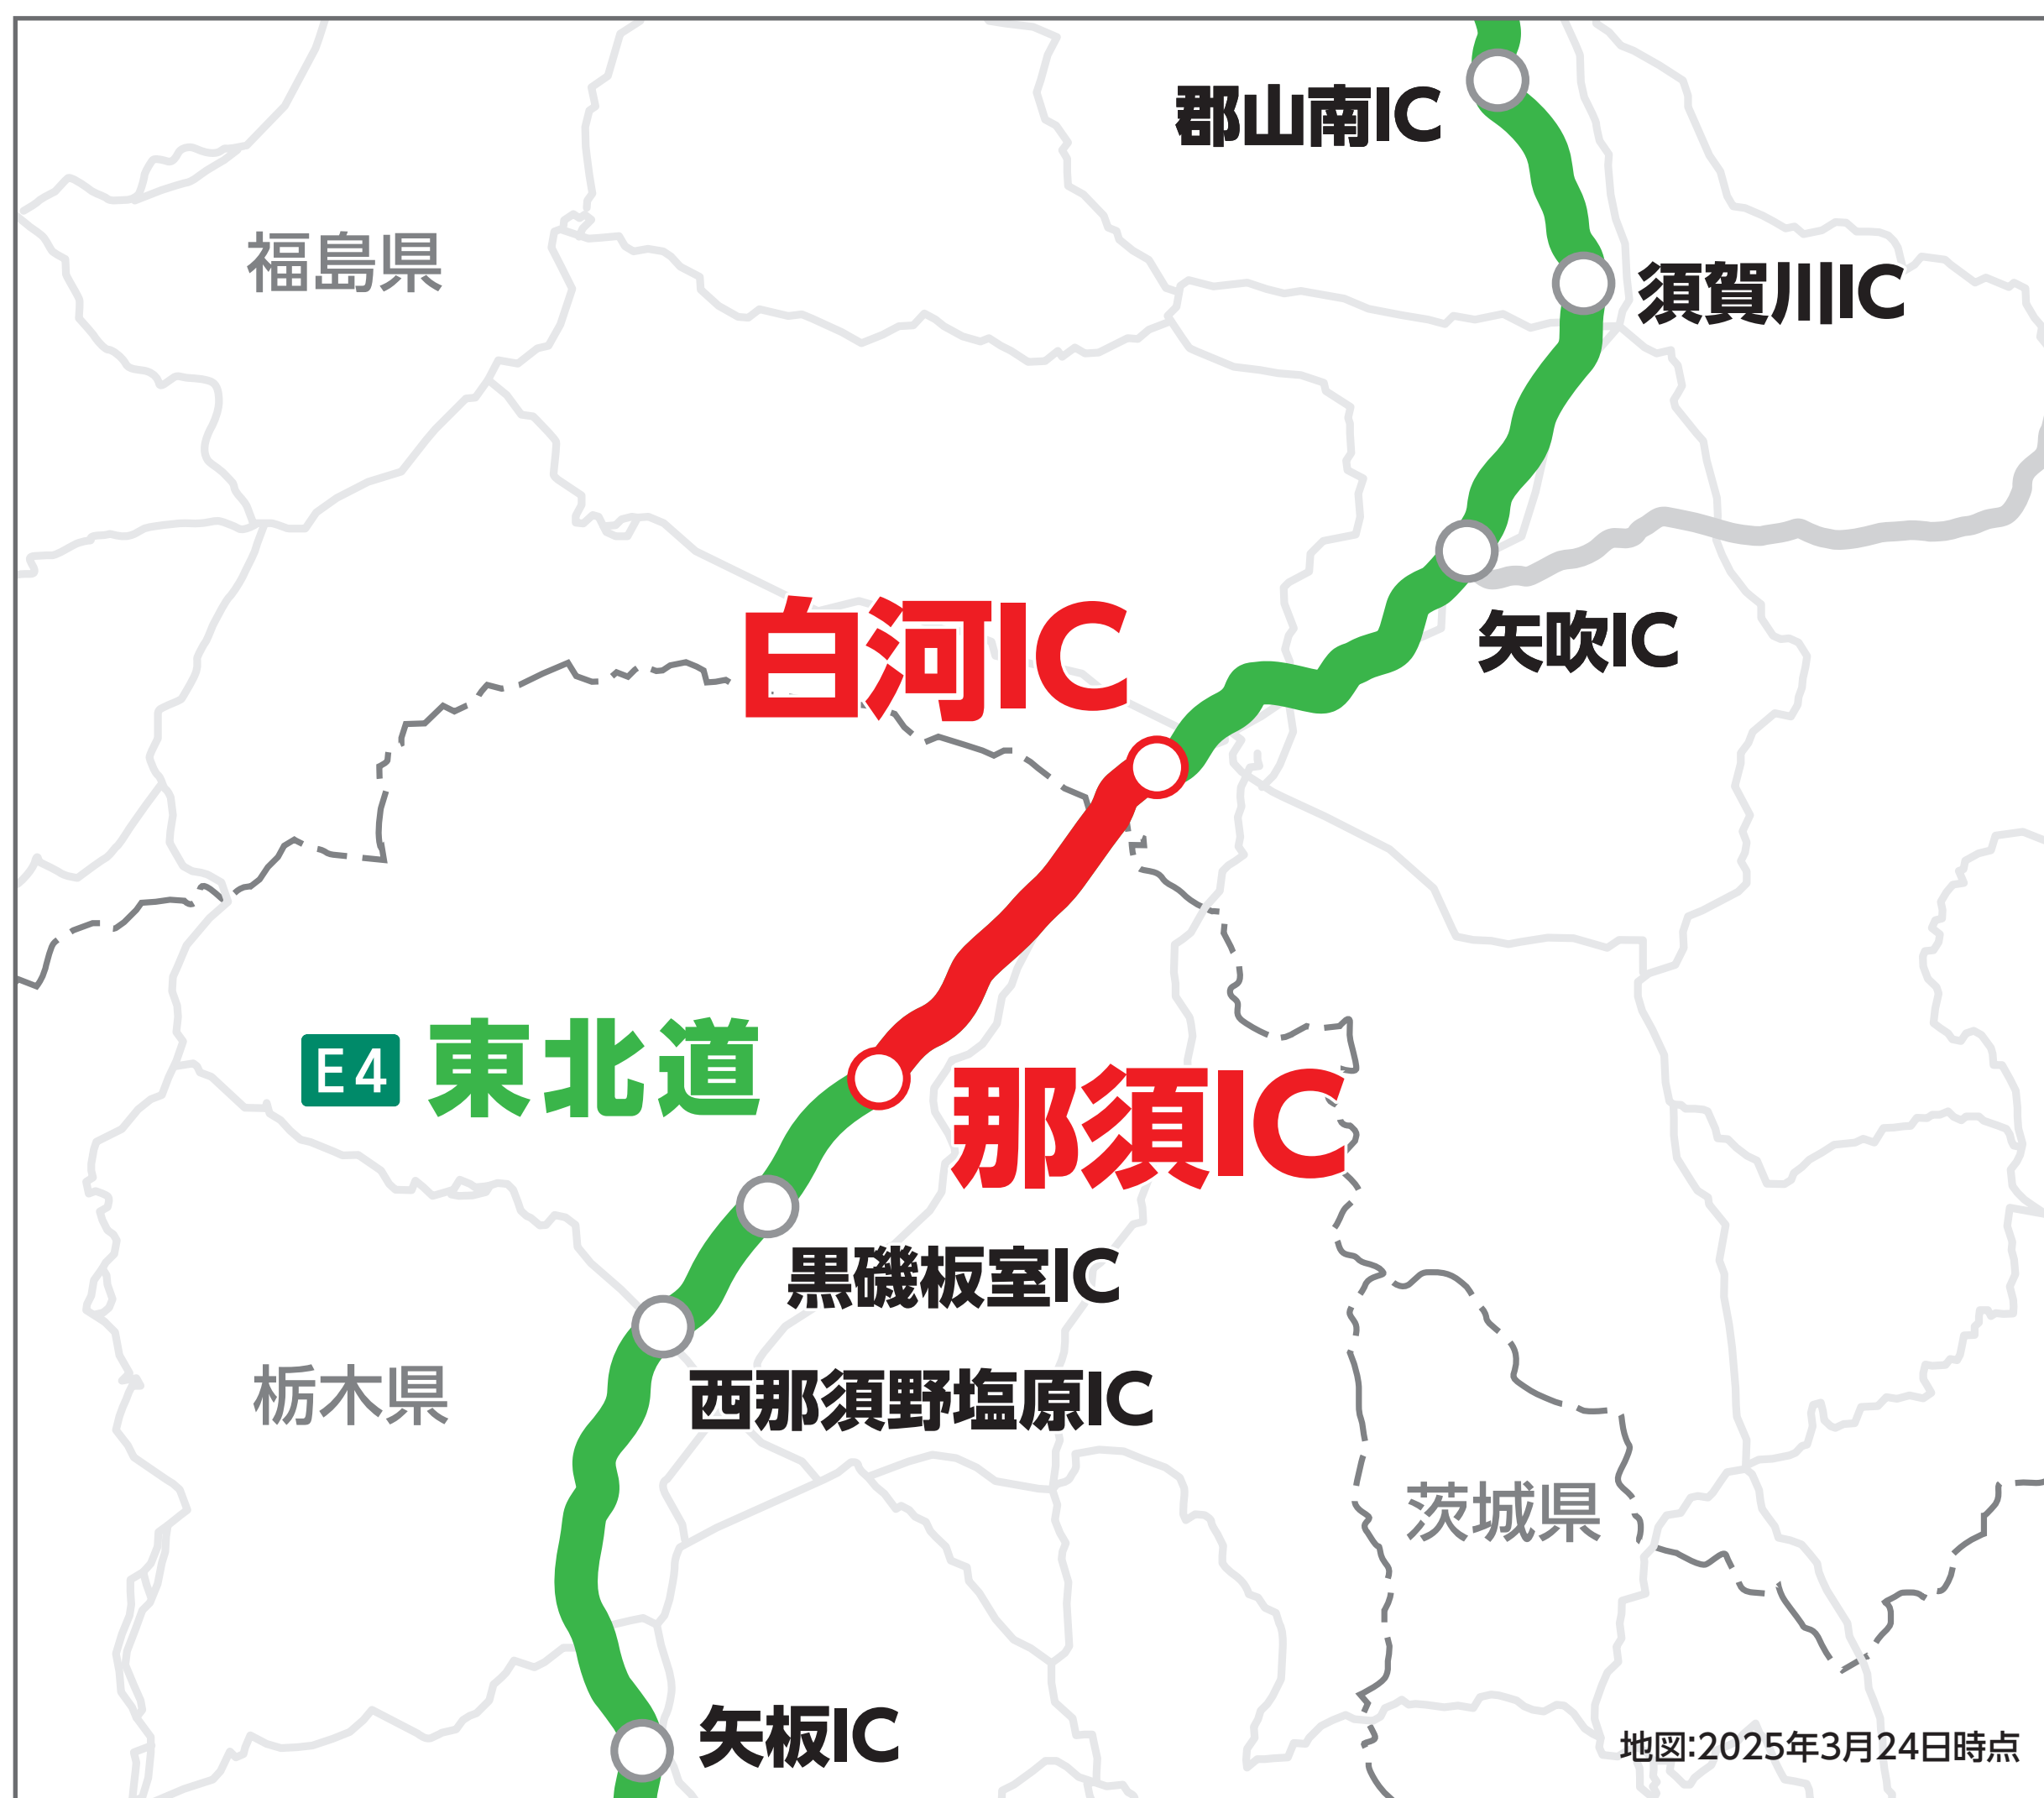 郡山南IC
福島県
須賀川IC
矢吹IC
白河IC
E4 東北道
那須IC
黒磯板室IC
西那須野塩原IC
栃木県
茨城県
矢板IC
地図:2025年3月24日時点